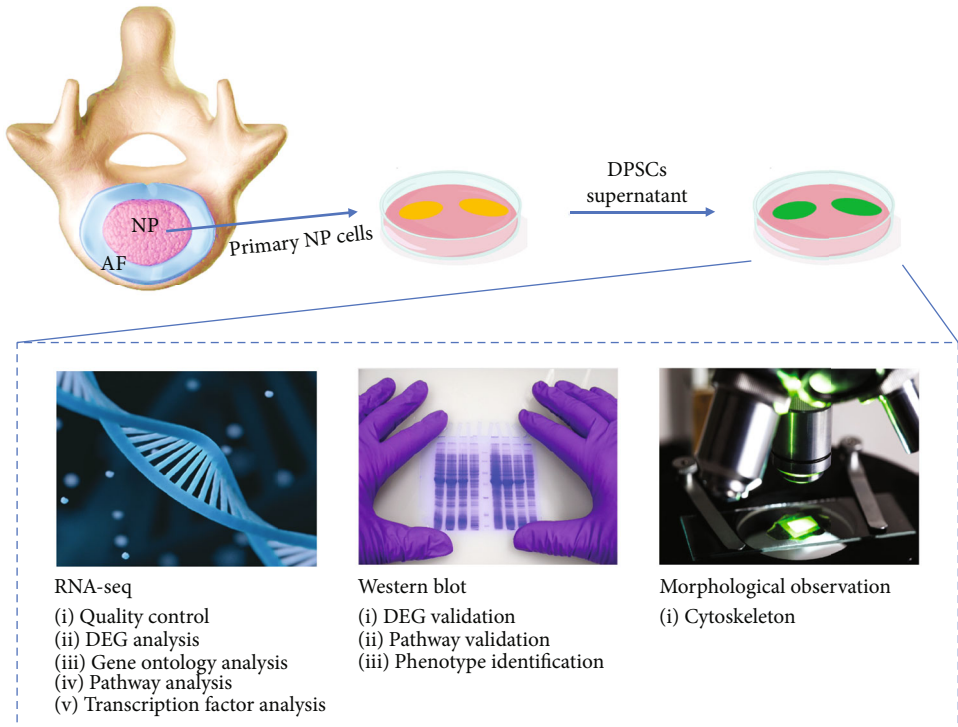 NP
AF
Primary NP cells
DPSCs
supernatant
RNA-seq
(i) Quality control
(ii) DEG analysis
(iii) Gene ontology analysis
(iv) Pathway analysis
(v) Transcription factor analysis
Western blot
(i) DEG validation
(ii) Pathway validation
(iii) Phenotype identification
Morphological observation
(i) Cytoskeleton